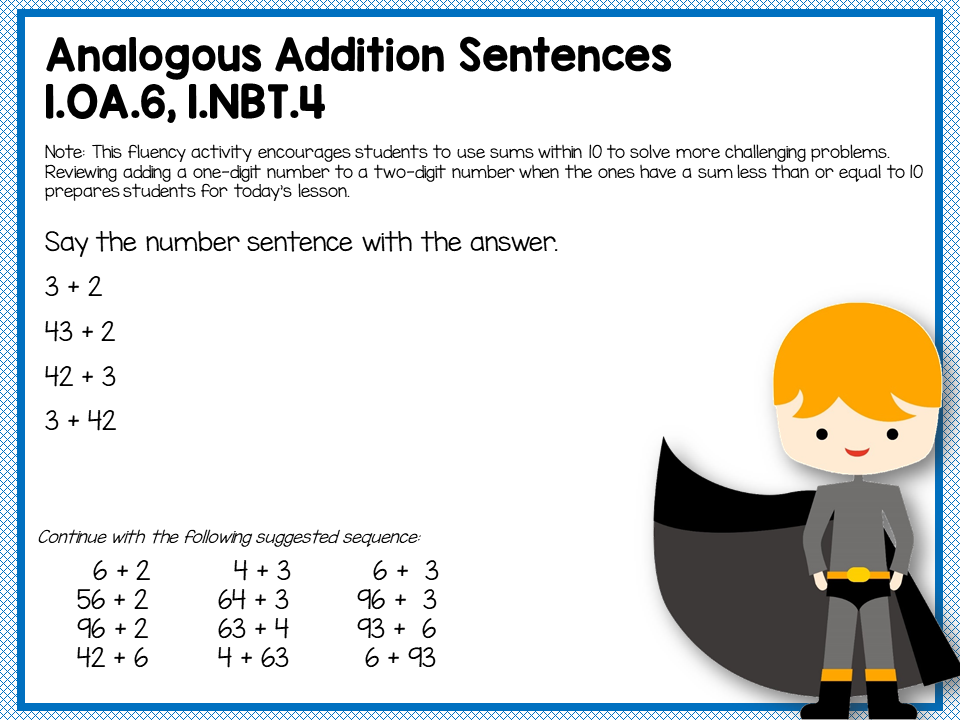 Analogous Addition Sentences
1.OA.6, 1.NBT.4
Note: This fluency activity encourages students to use sums within 10 to solve more challenging problems.
Reviewing adding a one-digit number to a two-digit number when the ones have a sum less than or equal to 10
prepares students for today's lesson.
Say the number sentence with the answer.
3 + 2
43 + 2
42 + 3
3 + 42
Continue with the following suggested sequence:
6 + 2 4 + 3 6 + 3
56 + 2 64 + 3 96 + 3
96 + 2 63 + 4 93 + 6
42 + 6 4 + 63 6 + 93